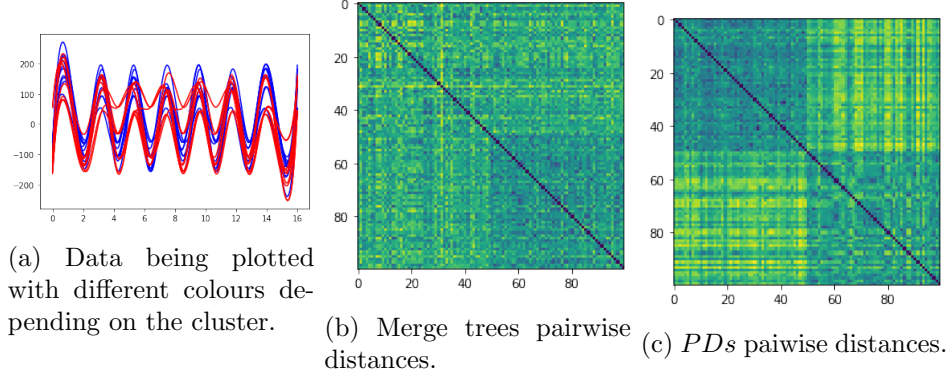 200
100
0
−100
−200
0 2 4 6 8 10 12 14 16
(a) Data being plotted
with different colours de-
pending on the cluster.
0
20
40
60
80
0 20 40 60 80
(b) Merge trees pairwise
distances.
0
20
40
60
80
0 20 40 60 80
(c) PDs paiwise distances.